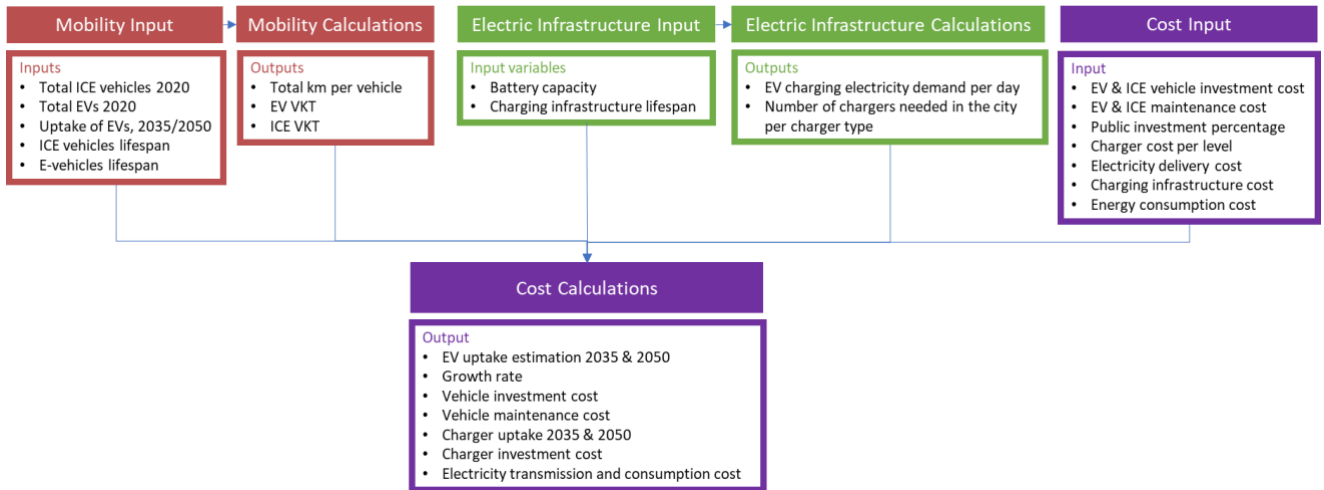 Mobility Input
Mobility Calculations
Electric Infrastructure Input
Electric Infrastructure Calculations
Cost Input
Inputs
• Total ICE vehicles 2020
• Total EVs 2020
• Uptake of EVs, 2035/2050
• ICE vehicles lifespan
• E-vehicles lifespan
Outputs
• Total km per vehicle
• EV VKT
• ICE VKT
Input variables
• Battery capacity
• Charging infrastructure lifespan
Outputs
• EV charging electricity demand per day
• Number of chargers needed in the city
per charger type
Input
• EV & ICE vehicle investment cost
• EV & ICE maintenance cost
• Public investment percentage
• Charger cost per level
• Electricity delivery cost
• Charging infrastructure cost
• Energy consumption cost
Cost Calculations
Output
• EV uptake estimation 2035 & 2050
• Growth rate
• Vehicle investment cost
• Vehicle maintenance cost
• Charger uptake 2035 & 2050
• Charger investment cost
• Electricity transmission and consumption cost